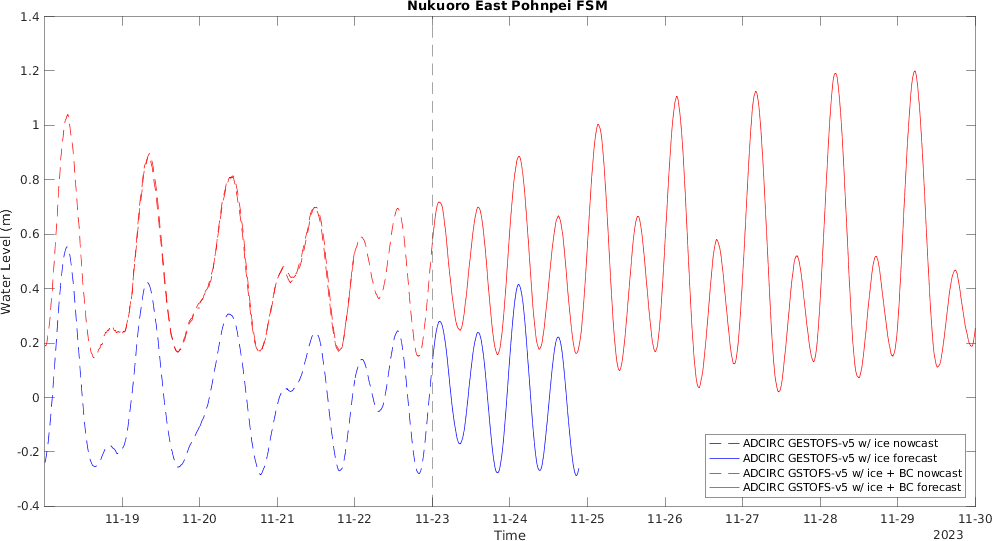 Nukuoro East Pohnpei FSM
1.4
1.2
1
0.8
0.6
0.4
0.2
0
-0.2
-0.4
Water Level (m)
ADCIRC GESTOFS-v5 w/ ice nowcast
ADCIRC GESTOFS-v5 w/ ice forecast
ADCIRC GSTOFS-v5 w/ ice + BC nowcast
ADCIRC GSTOFS-v5 w/ ice + BC forecast
11-19 11-20 11-21 11-22 11-23 11-24 11-25 11-26 11-27 11-28 11-29 11-30
Time
2023